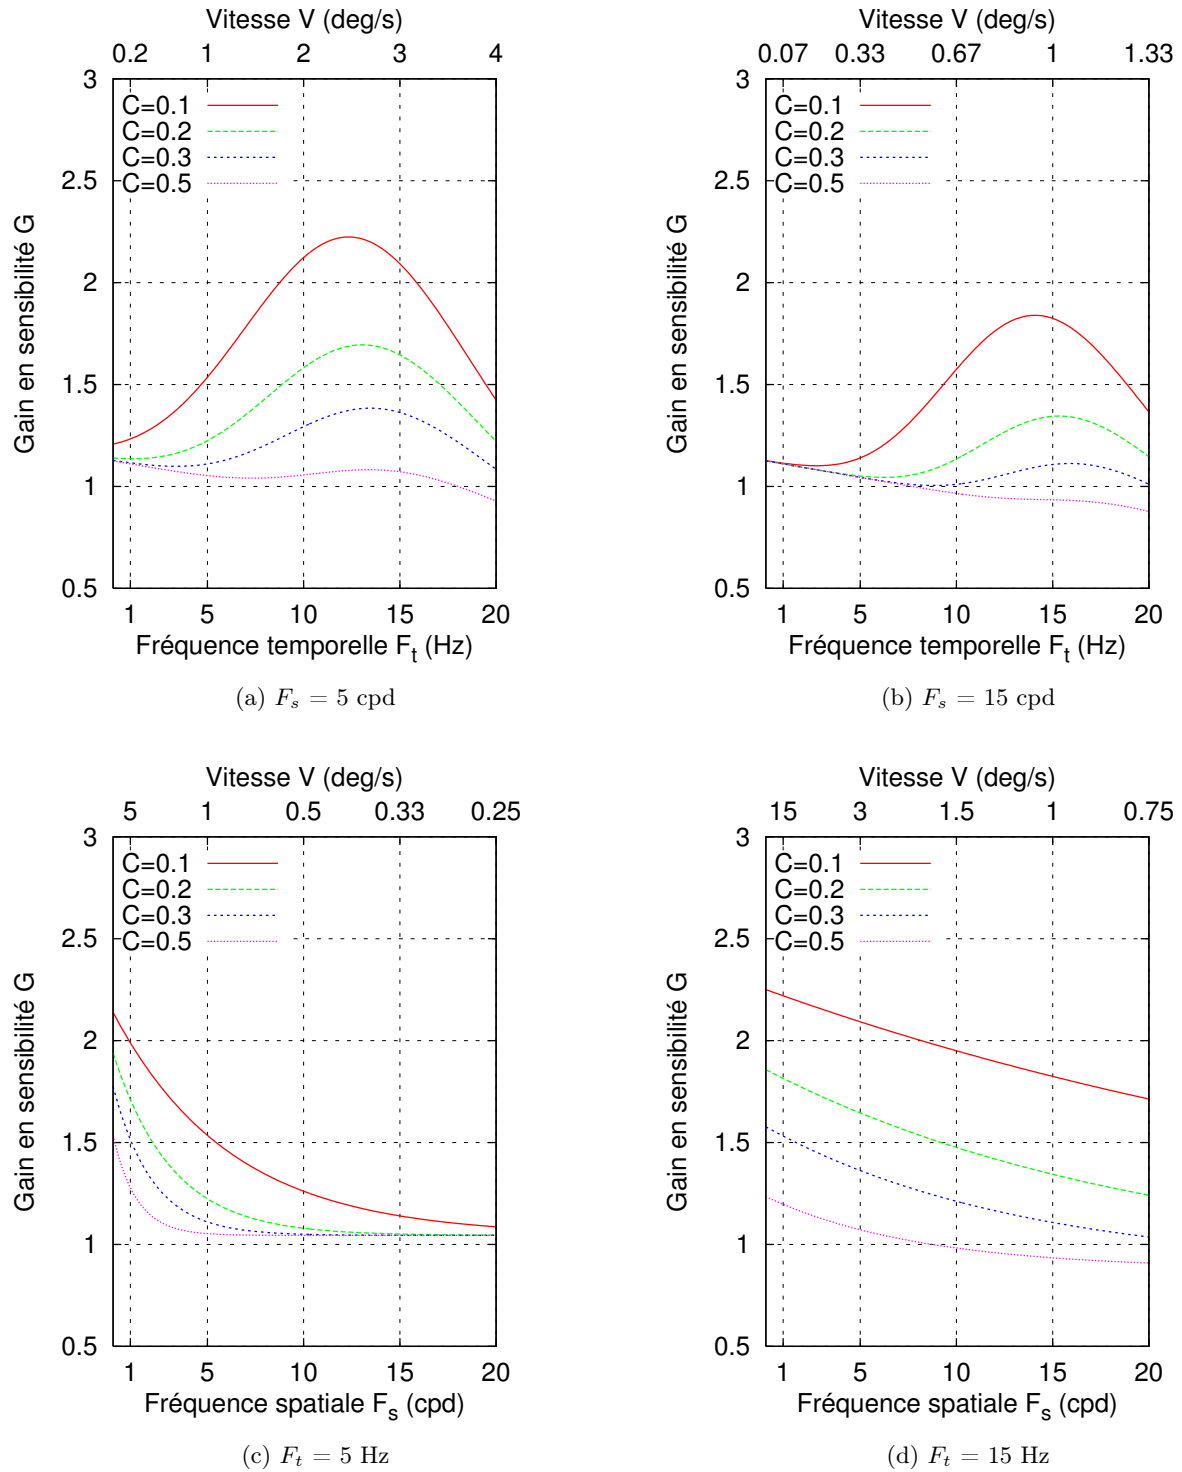 Vitesse V (deg/s)
0.2 1 2 3 4
3
2.5
2
1.5
1
0.5
Gain en sensibilité G
C=0.1
C=0.2
C=0.3
C=0.5
1 5 10 15 20
Fréquence temporelle Ft (Hz)
(a) Fs = 5 cpd
Vitesse V (deg/s)
0.07 0.33 0.67 1 1.33
3
2.5
2
1.5
1
0.5
Gain en sensibilité G
C=0.1
C=0.2
C=0.3
C=0.5
1 5 10 15 20
Fréquence temporelle Ft (Hz)
(b) Fs = 15 cpd
Vitesse V (deg/s)
5 1 0.5 0.33 0.25
3
2.5
2
1.5
1
0.5
Gain en sensibilité G
C=0.1
C=0.2
C=0.3
C=0.5
1 5 10 15 20
Fréquence spatiale Fs (cpd)
(c) Ft = 5 Hz
Vitesse V (deg/s)
15 3 1.5 1 0.75
3
2.5
2
1.5
1
0.5
Gain en sensibilité G
C=0.1
C=0.2
C=0.3
C=0.5
1 5 10 15 20
Fréquence spatiale Fs (cpd)
(d) Ft = 15 Hz